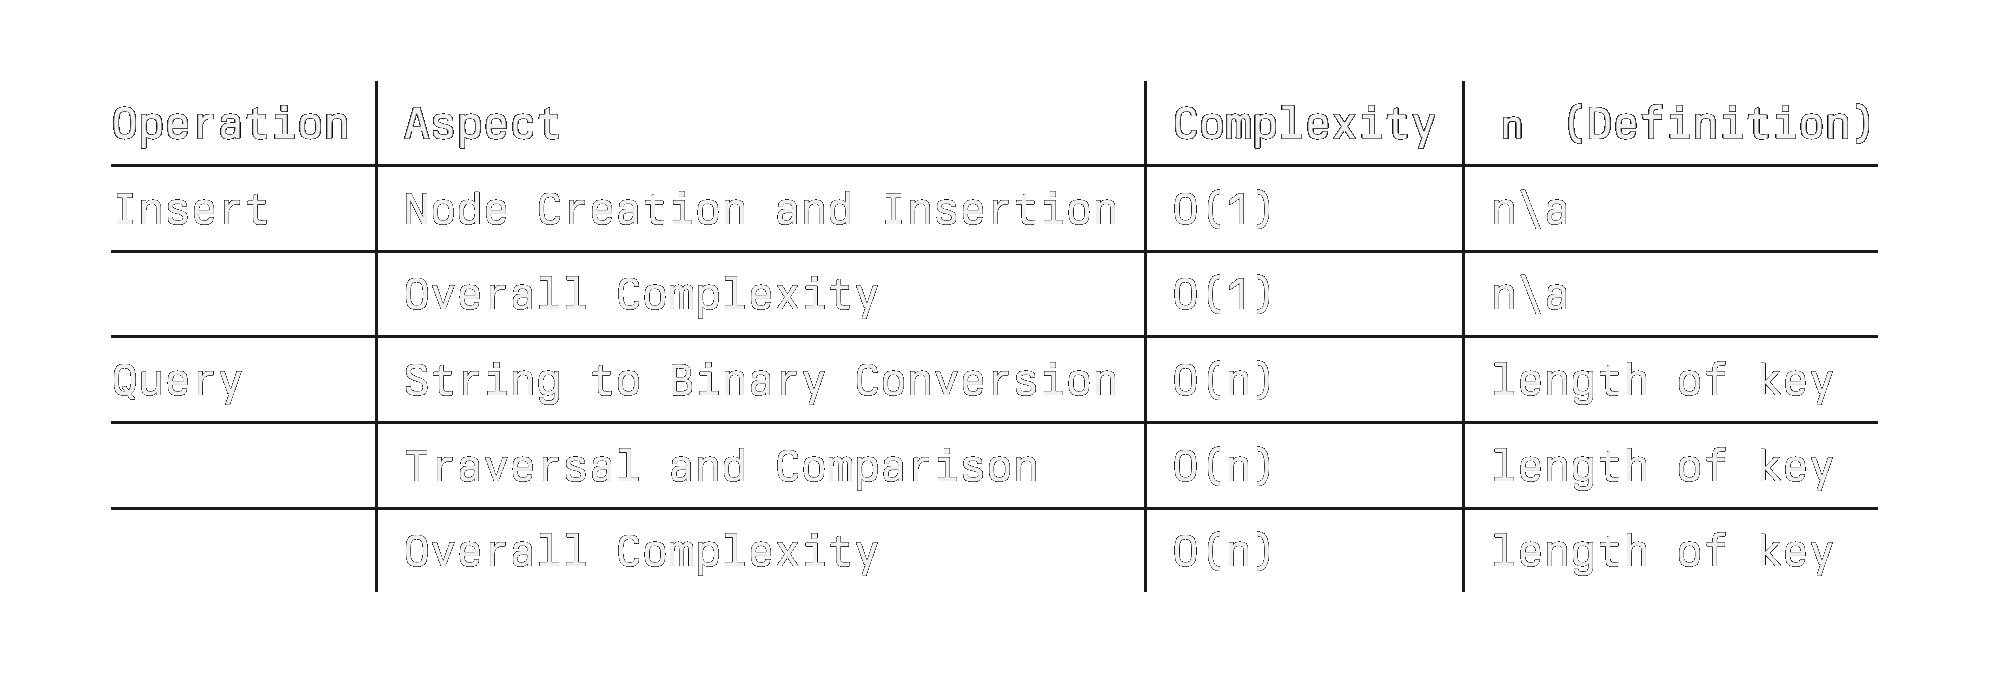 Operation Aspect Complexity n (Definition)
Insert Node Creation and Insertion O(1) n\a
Overall Complexity O(1) n\a
Query String to Binary Conversion O(n) length of key
Traversal and Comparison O(n) length of key
Overall Complexity O(n) length of key